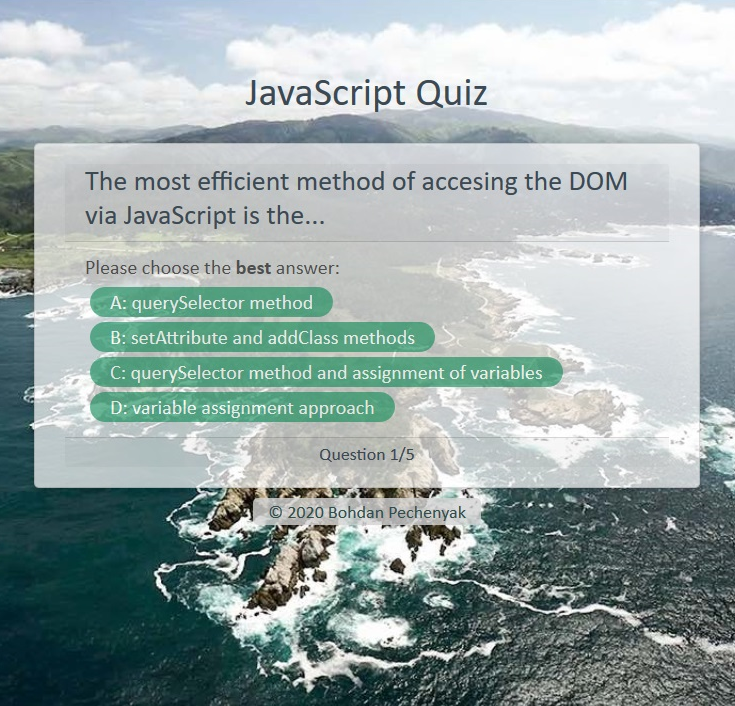 JavaScript Quiz
The most efficient method of accesing the DOM
via JavaScript is the...
Please choose the best answer:
A: querySelector method
B: setAttribute and addClass methods
C: querySelector method and assignment of variables
D: variable assignment approach
Question 1/5
© 2020 Bohdan Pechenyak